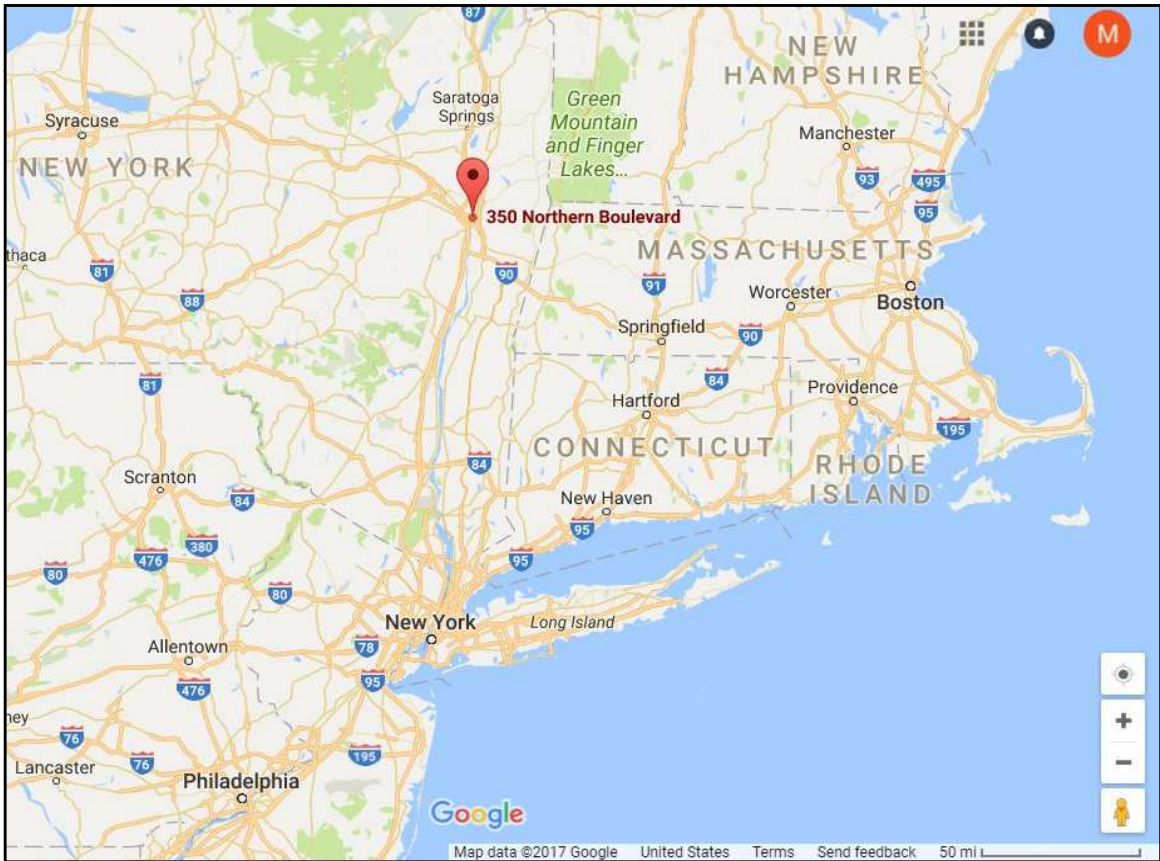 87
M
NEW
HAMPSHIRE
Saratoga
Springs
Green
Mountain
and Finger
Lakes...
Syracuse
Manchester
NEW YORK
93
495
95
350 Northern Boulevard
MASSACHUSETTS
thaca
81
90
91
88
Worcester
Boston
Springfield
90
81
84
Providence
Hartford
195
CONNECTICUT
RHODE
ISLAND
84
Scranton
84
New Haven
95
380
476
95
80
80
New York
Long Island
78
Allentown
95
476
ney
76
76
195
Lancaster
Philadelphia
Google
Map data ©2017 Google United States Terms Send feedback 50 mi